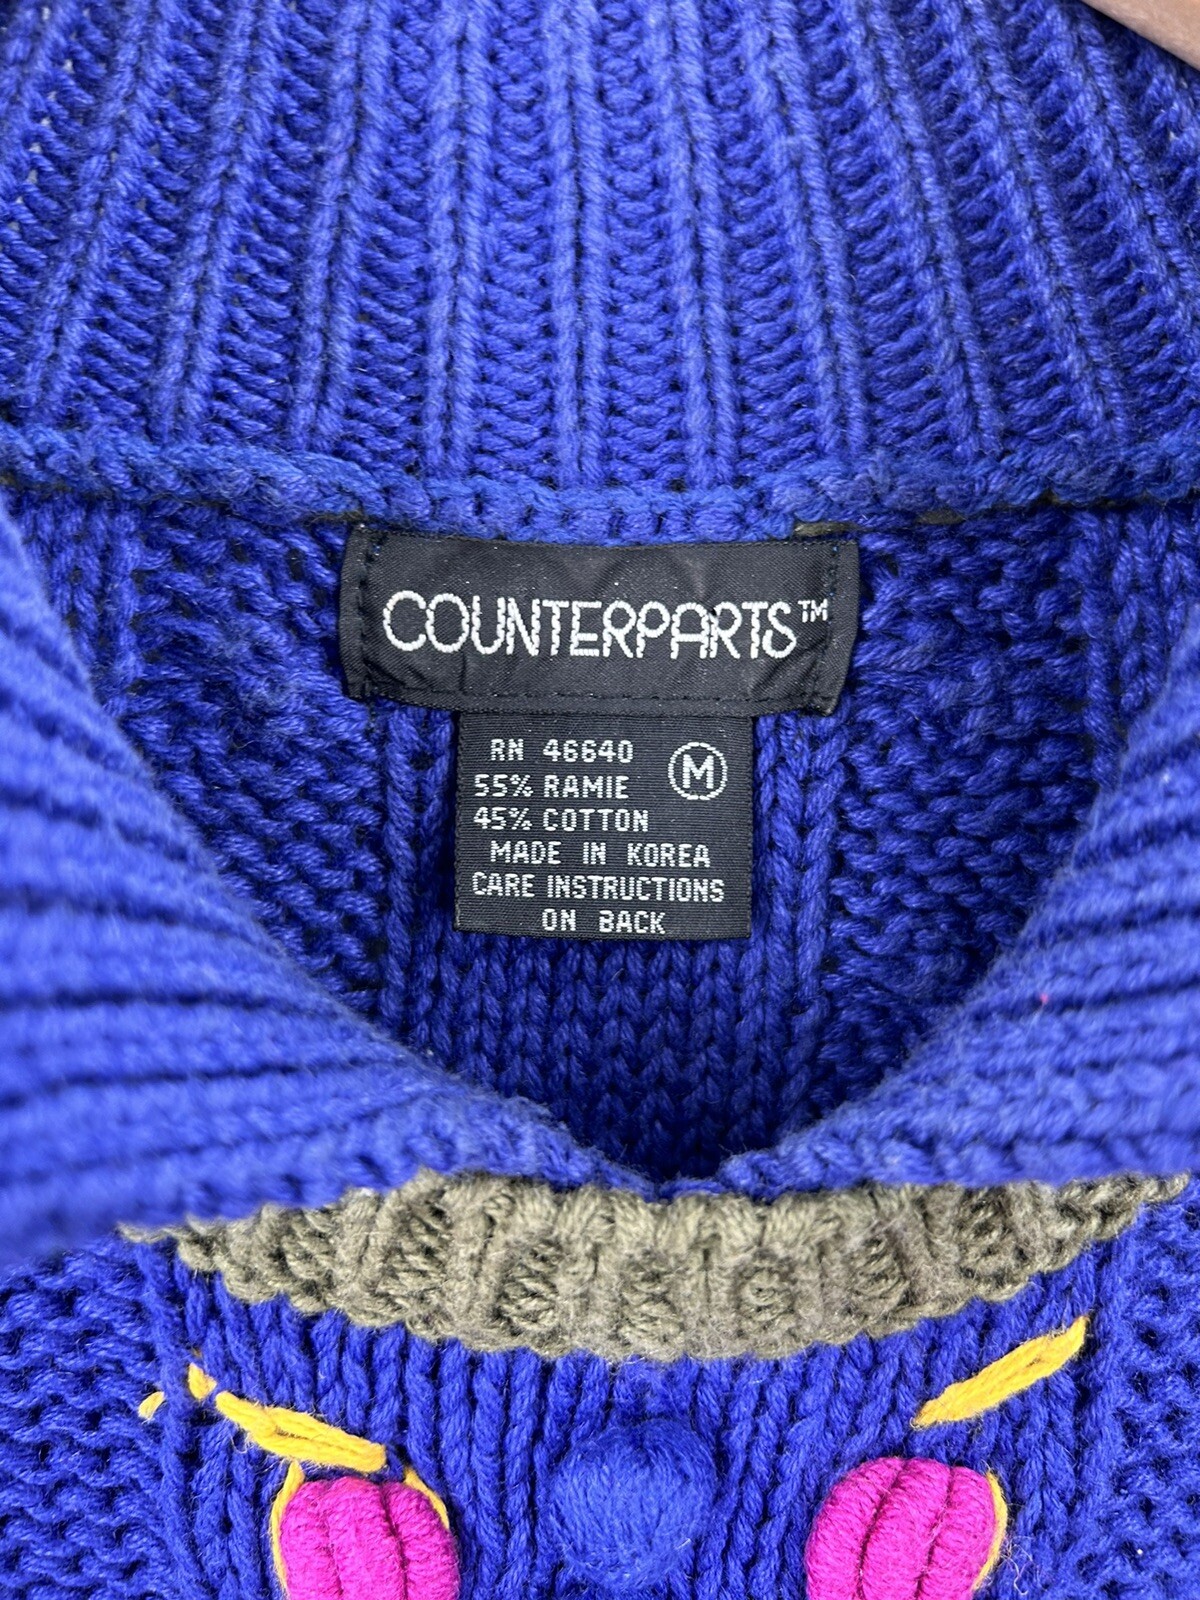 COUNTERPARTS™
RN 46640 M
55% RAMIE
45% COTTON
MADE IN KOREA
CARE INSTRUCTIONS
ON BACK